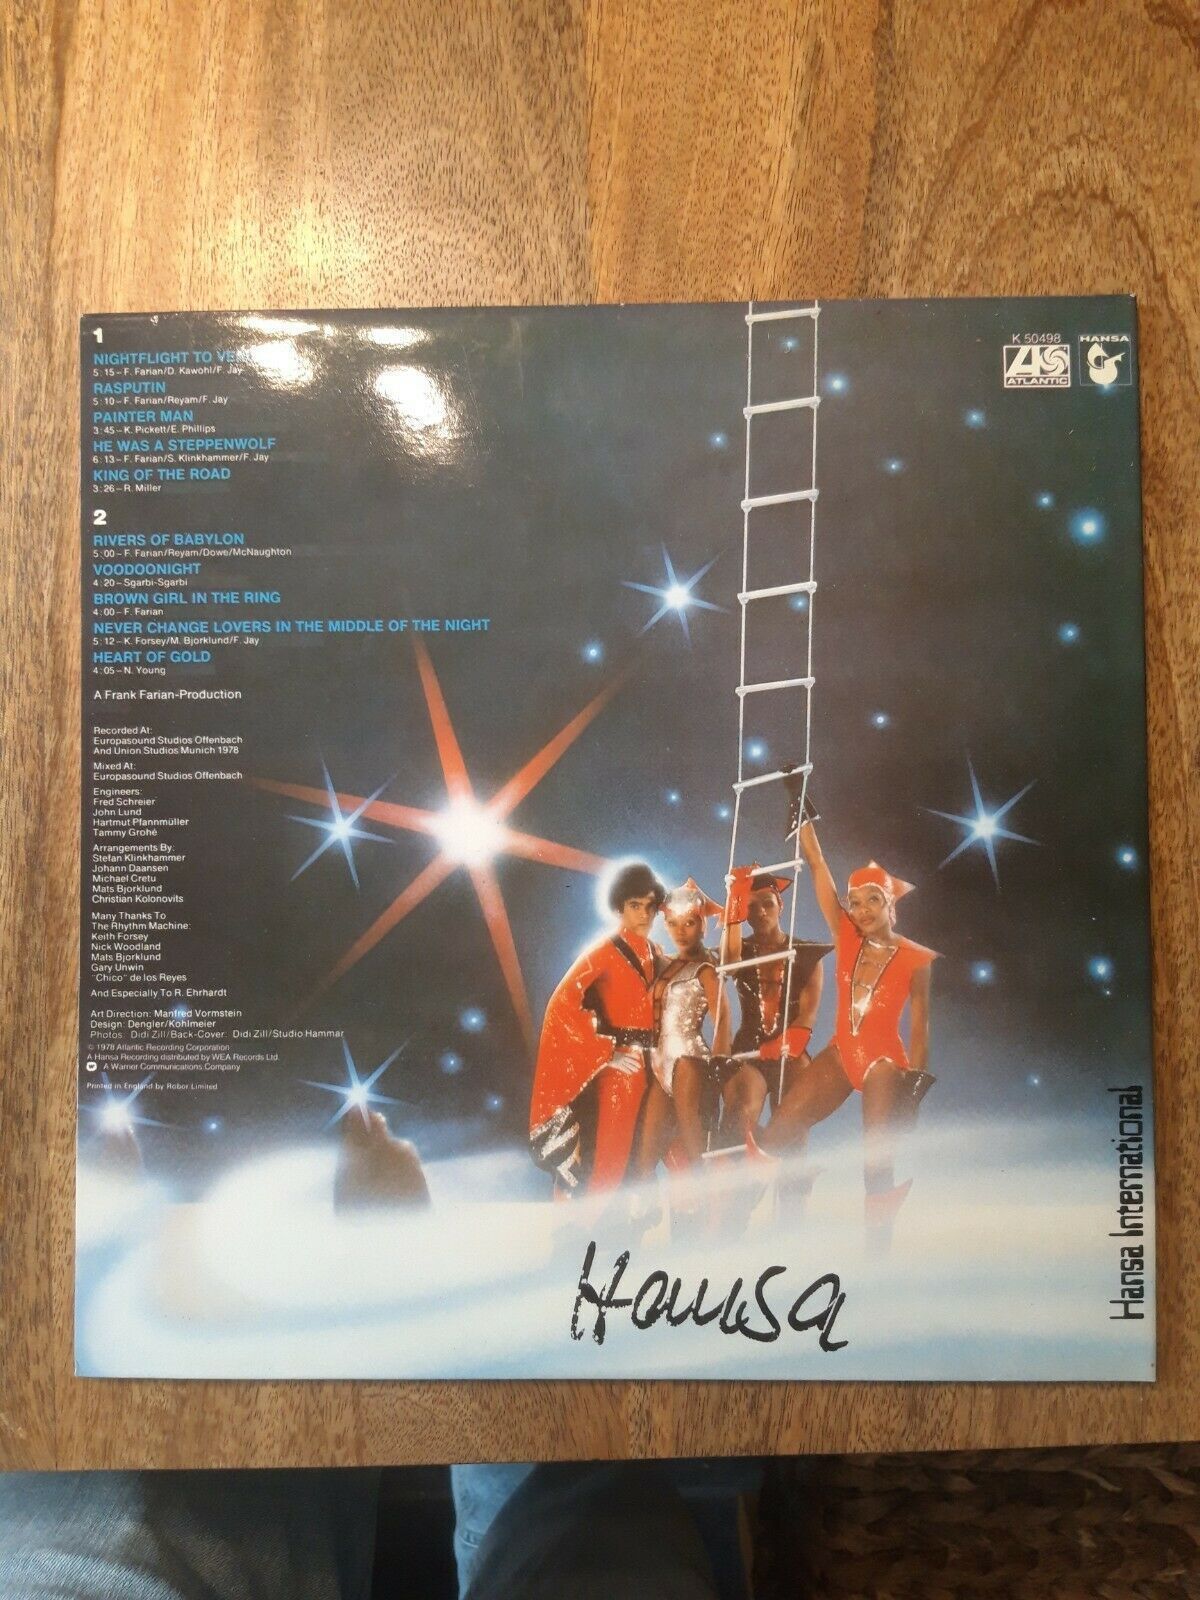 1
NIGHTFLIGHT TO
5:15–F. Farian/D. Kawohl/F. Jay
RASPUTIN
5:10–F. Farian/Reyam/F. Jay
PAINTER MAN
3:45–K. Pickett/E. Phillips
HE WAS A STEPPENWOLF
6:13–F. Farian/S. Klinkhammer/F. Jay
KING OF THE ROAD
3:26–R. Miller
2
RIVERS OF BABYLON
5:00–F. Farian/Reyam/Dowe/McNaughton
VOODOONIGHT
4:20–Sgarbi-Sgarbi
BROWN GIRL IN THE RING
4:00–F. Farian
NEVER CHANGE LOVERS IN THE MIDDLE OF THE NIGHT
5:12–K. Forsey/M. Bjorklund/F. Jay
HEART OF GOLD
4:05–N. Young
A Frank Farian-Production
Recorded At:
Europasound Studios Offenbach
And Union Studios Munich 1978
Mixed At:
Europasound Studios Offenbach
Engineers:
Fred Schreier
John Lund
Hartmut Pfannmüller
Tammy Grohé
Arrangements By:
Stefan Klinkhammer
Johann Daansen
Michael Cretu
Mats Bjorklund
Christian Kolonovits
Many Thanks To
The Rhythm Machine:
Keith Forsey
Nick Woodland
Mats Bjorklund
Gary Unwin
"Chico" de los Reyes
And Especially To R. Ehrhardt
Art Direction: Manfred Vormstein
Design: Dengler/Kohlmeier
Photos: Didi Zill/Back-Cover: Didi Zill/Studio Hammar
© 1978 Atlantic Recording Corporation
A Hansa Recording distributed by WEA Records Ltd.
W A Warner Communications Company
Printed in England by Robor Limited
K 50498
ATLANTIC
HANSA
Hansa International
Hansa